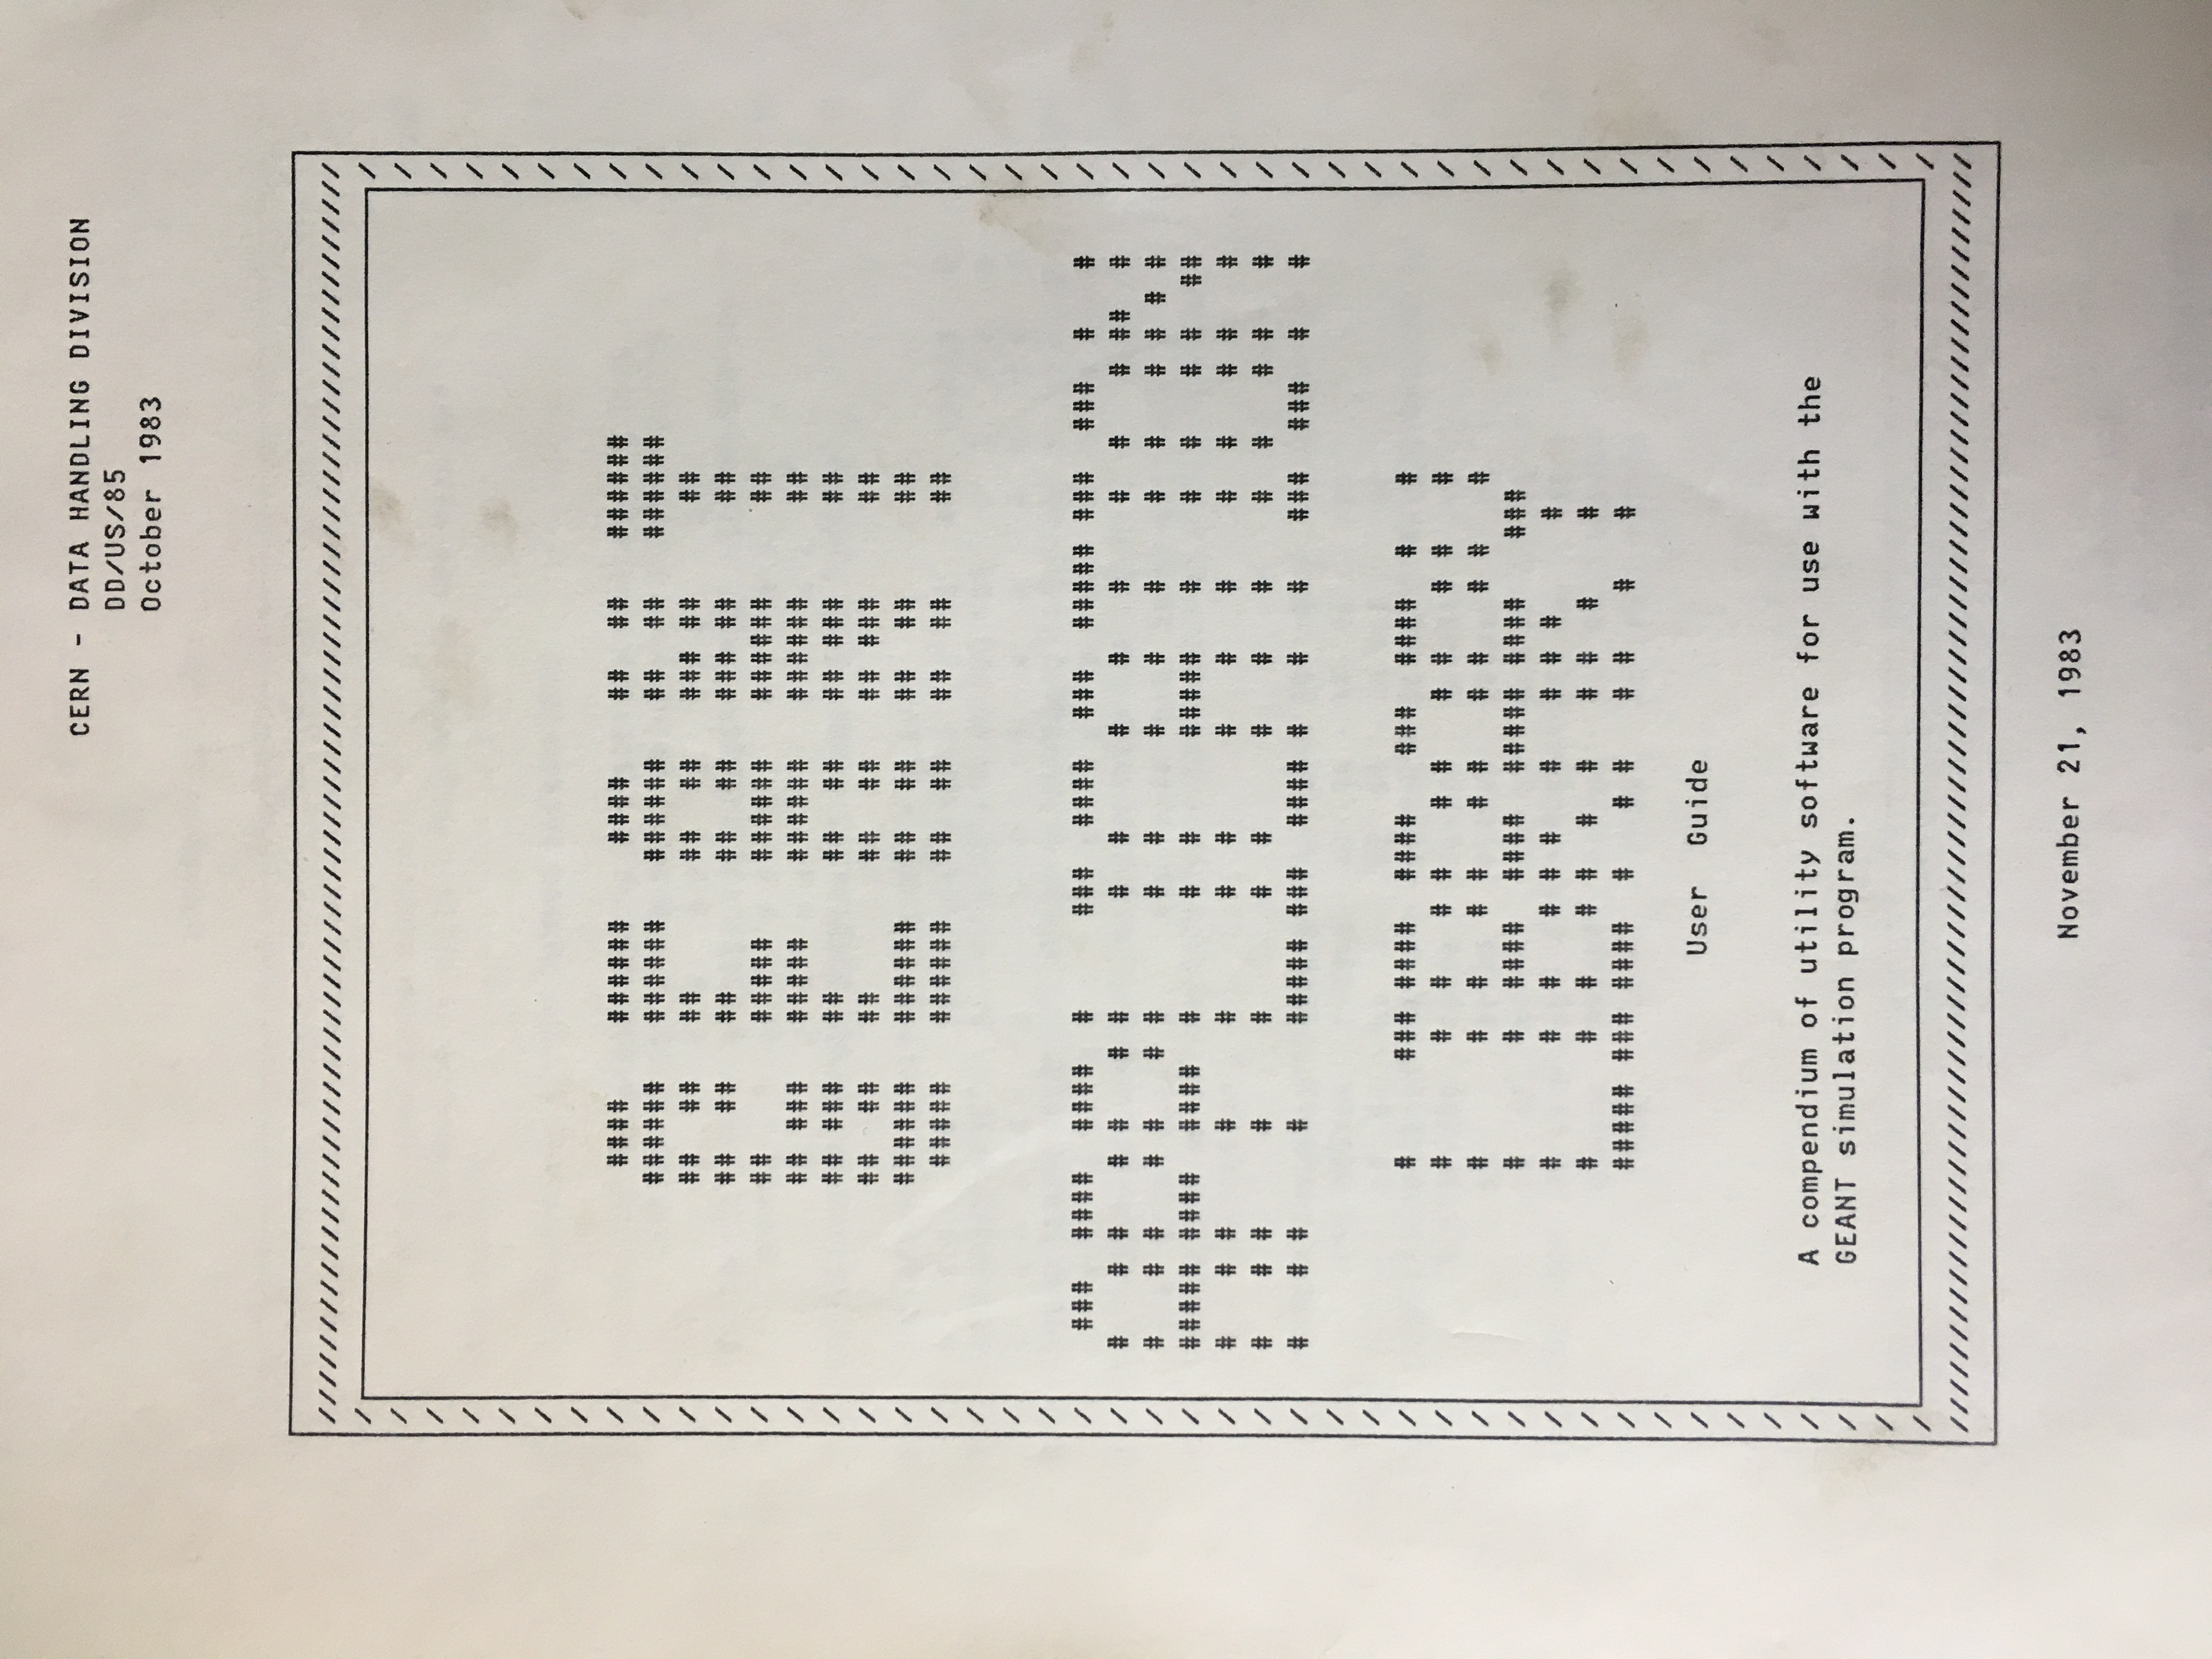 CERN - DATA HANDLING DIVISION
DD/US/85
October 1983
GEANT
APPLICATION
LIBRARY
User Guide
A compendium of utility software for use with the
GEANT simulation program.
November 21, 1983